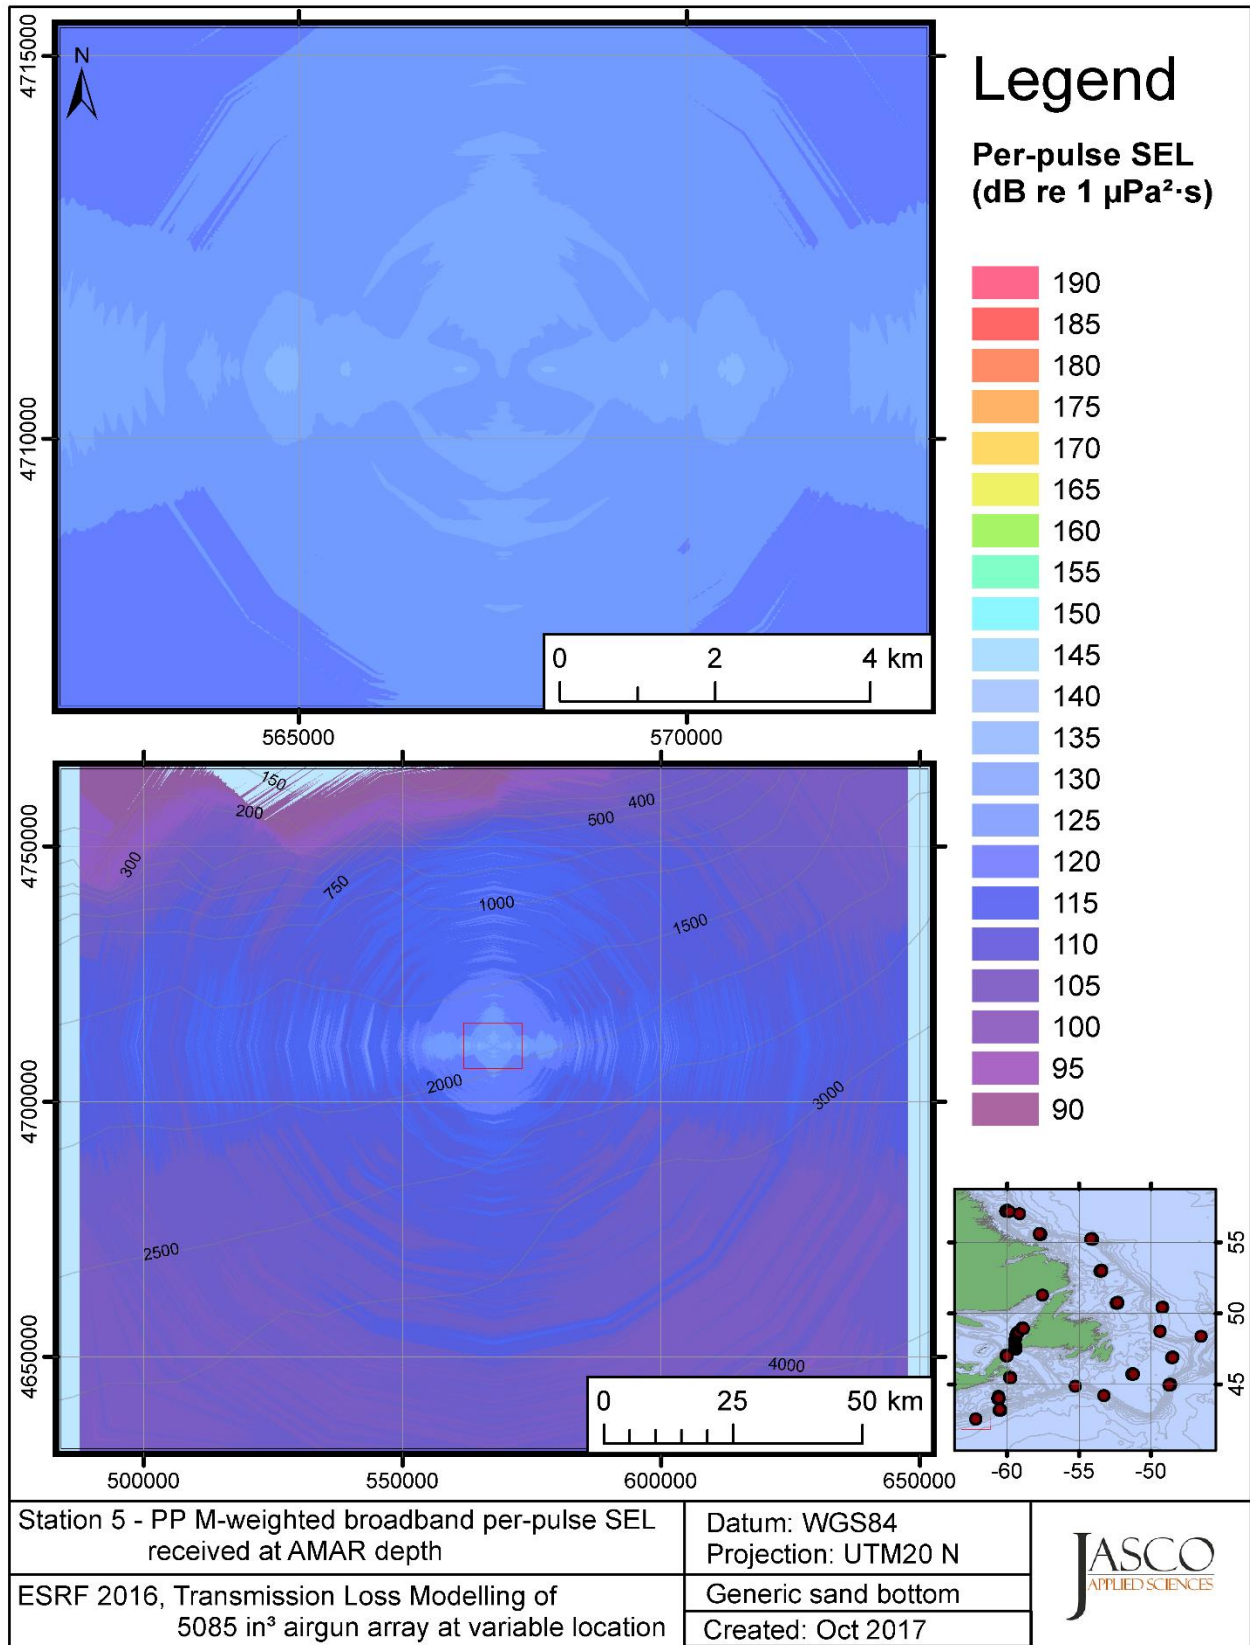 N
4715000
4710000
0 2 4 km
565000 570000
Legend
Per-pulse SEL
(dB re 1 µPa²·s)
190
185
180
175
170
165
160
155
150
145
140
135
130
125
120
115
110
105
100
95
90
150
200
300
400
500
750
1000
1500
2000
3000
2500
4000
4750000
4700000
4650000
0 25 50 km
500000 550000 600000 650000
55
50
45
-60 -55 -50
Station 5 - PP M-weighted broadband per-pulse SEL
received at AMAR depth
ESRF 2016, Transmission Loss Modelling of
5085 in³ airgun array at variable location
Datum: WGS84
Projection: UTM20 N
Generic sand bottom
Created: Oct 2017
JASCO
APPLIED SCIENCES